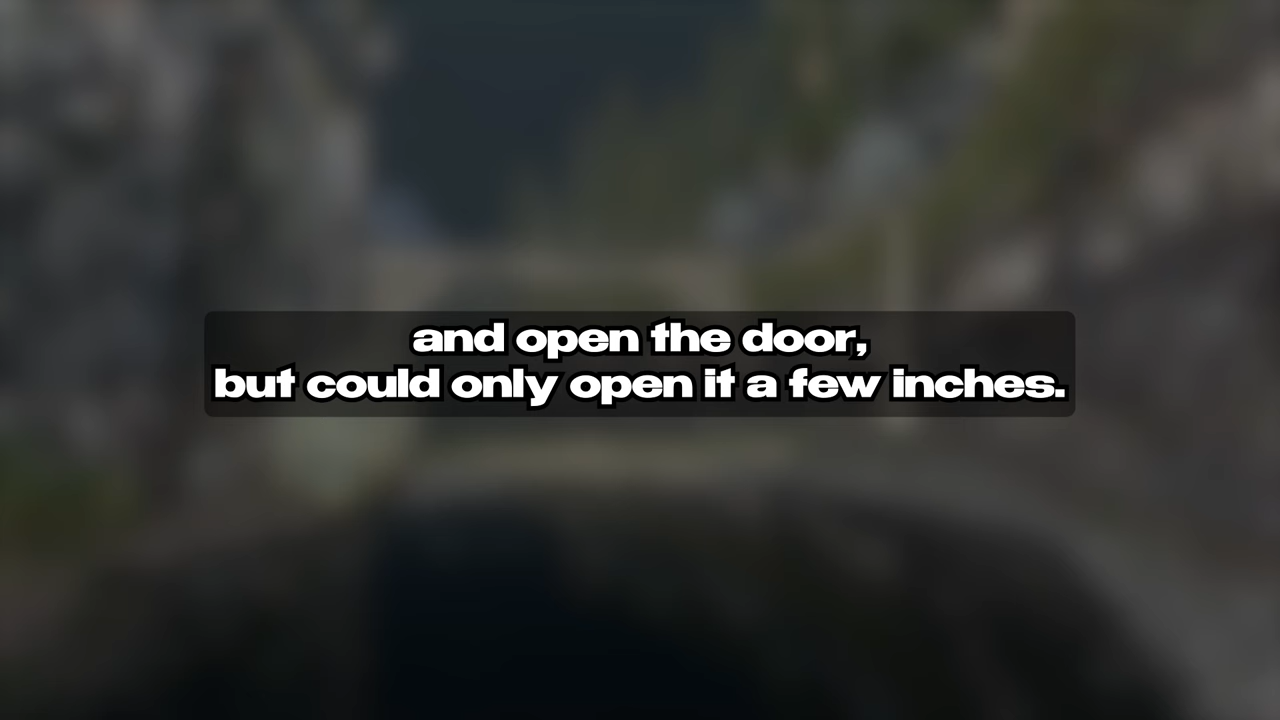 and open the door,
but could only open it a few inches.